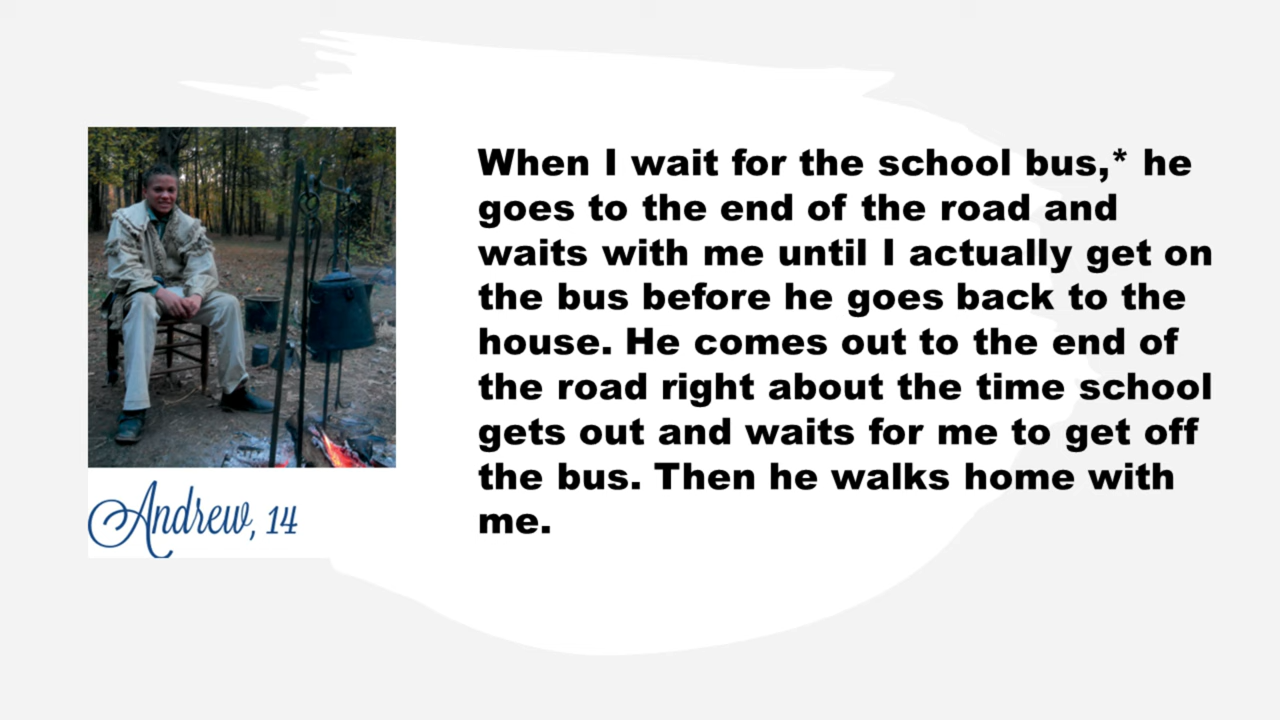 When I wait for the school bus,* he
goes to the end of the road and
waits with me until I actually get on
the bus before he goes back to the
house. He comes out to the end of
the road right about the time school
gets out and waits for me to get off
the bus. Then he walks home with
me.
Andrew, 14